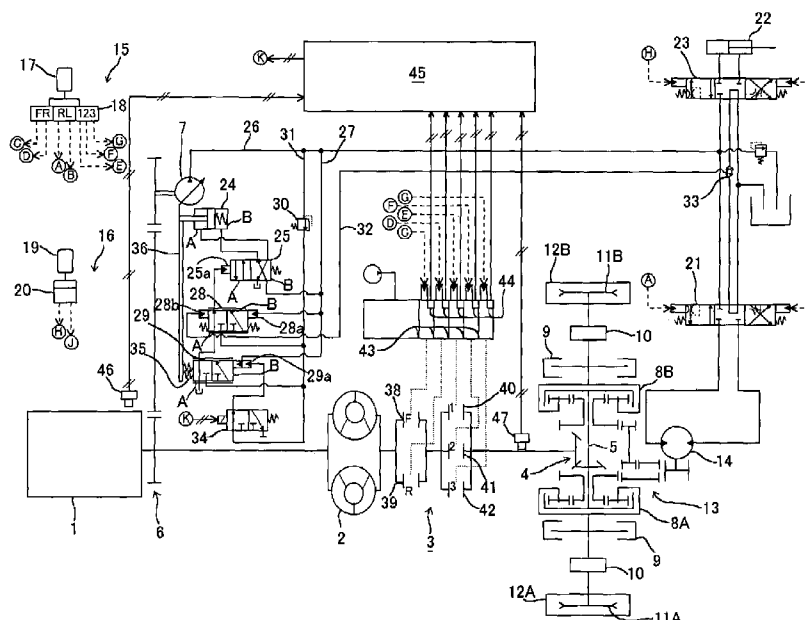 22
23
H
K
45
17
15
FR RL 123 18
C
D
A
B
G
F
E
7
26
31
27
24
B
A
30
25
25a
A
B
32
36
33
19
16
20
H
J
28
28b
B
28a
A
29
29a
B
35
A
K
34
G
F
E
D
C
44
43
12B
11B
10
9
8B
A
21
46
38
F
40
1
47
2
41
R
39
3
42
5
4
14
13
8A
9
10
12A
11A
1
6
2
3